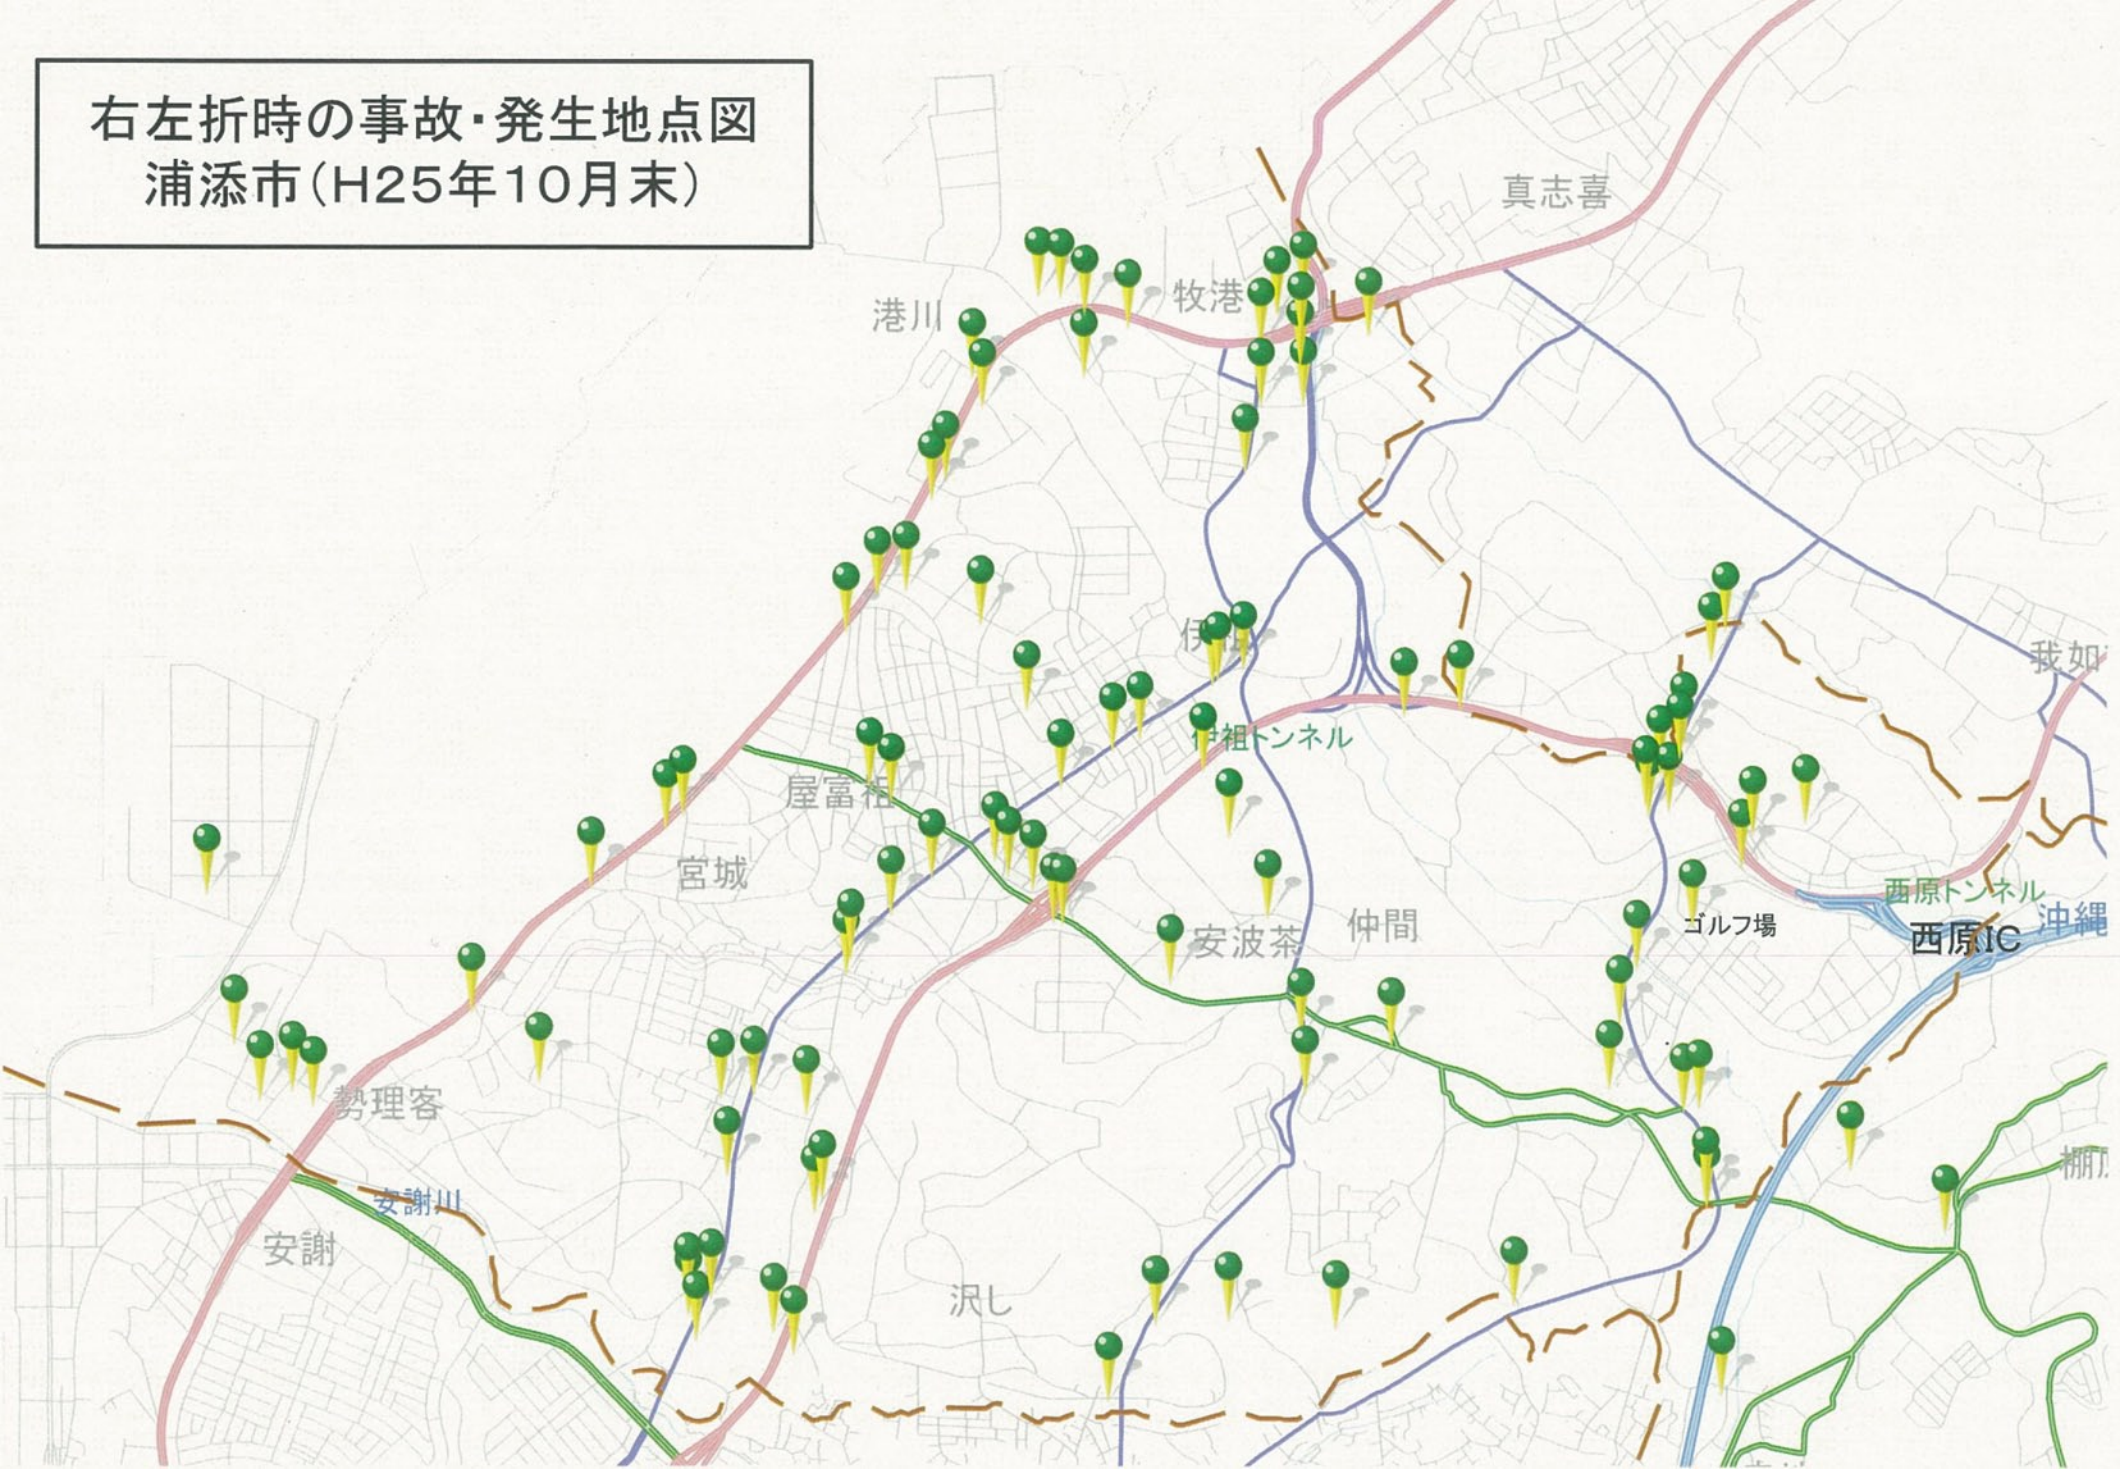 右左折時の事故・発生地点図
浦添市(H25年10月末)
真志喜
牧港
港川
伊祖
我如
伊祖トンネル
屋富祖
宮城
西原トンネル
沖縄
ゴルフ場
仲間
安波茶
西原IC
勢理客
安謝川
安謝
沢し